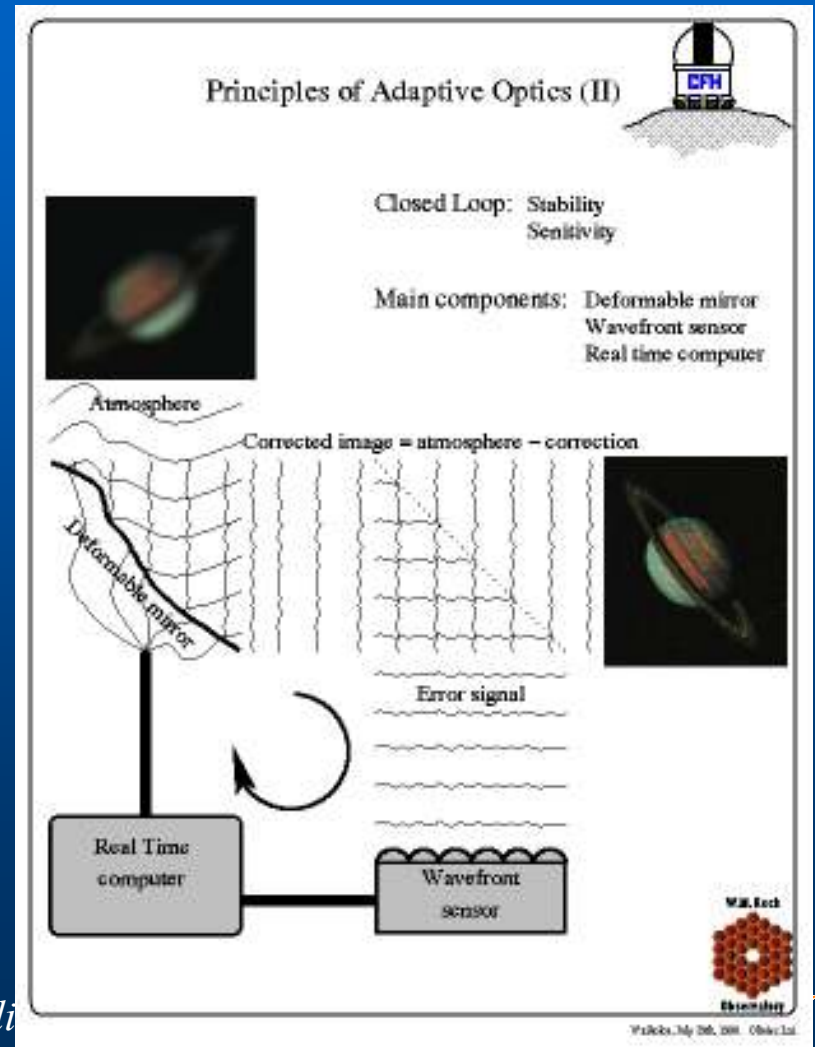 Principles of Adaptive Optics (II)
CFH
Closed Loop: Stability
Senitivity
Main components: Deformable mirror
Wavefront sensor
Real time computer
Atmosphere
Corrected image = atmosphere – correction
Deformable mirror
Error signal
Real Time
computer
Wavefront
sensor
W.M. Keck
Observatory